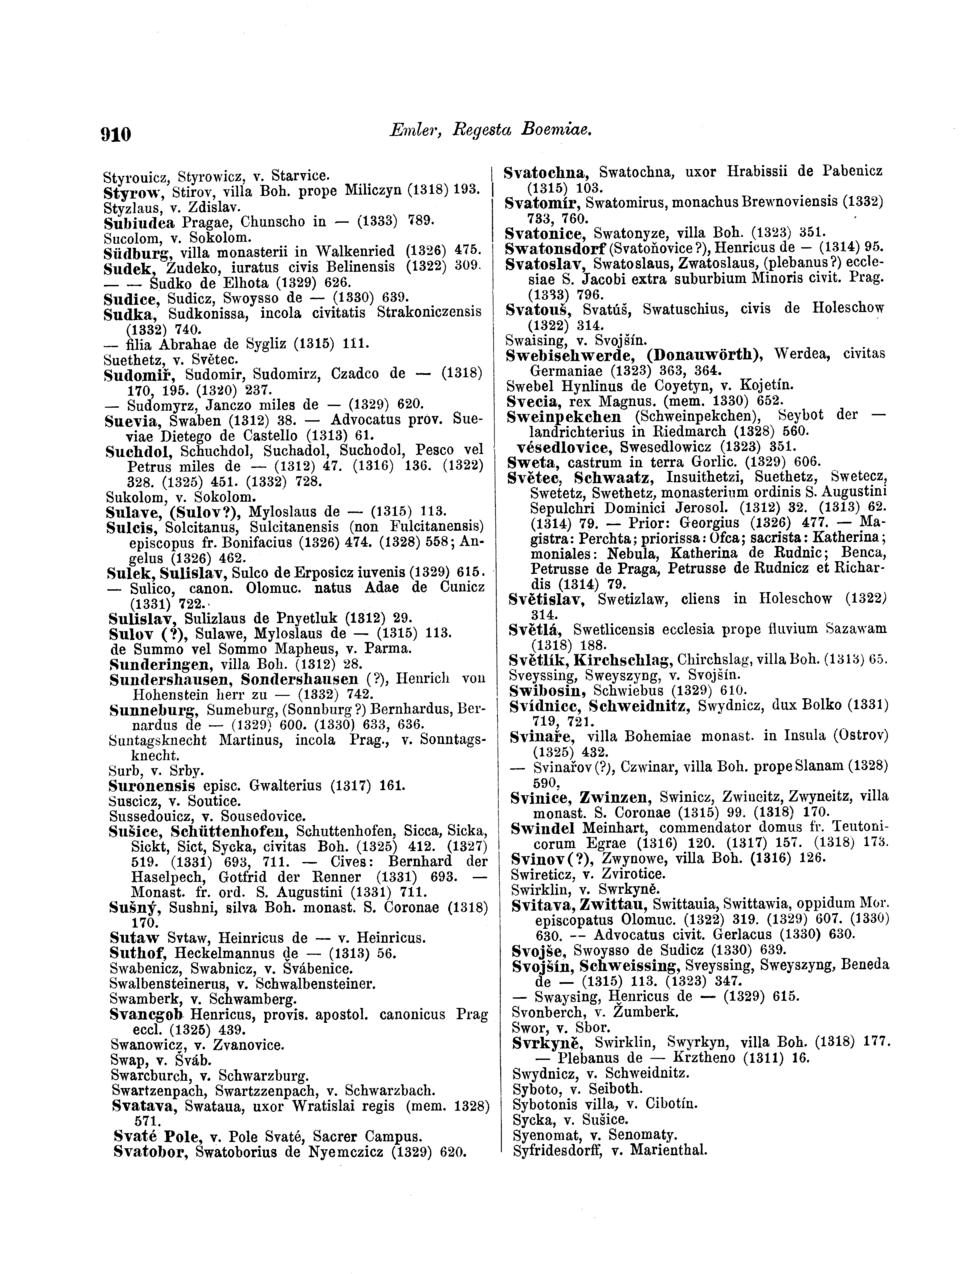 910
Emler, Regesta Boemiae.
Styrouicz, Styrowicz, v. Starvice.
Styrow, Stirov, villa Boh. prope Miliczyn (1318) 193.
Styzlaus, v. Zdislav.
Subiudea Pragae, Chunscho in — (1333) 789.
Sucolom, v. Sokolom.
Südburg, villa monasterii in Walkenried (1326) 475.
Sudek, Zudeko, iuratus civis Belinensis (1322) 309.
— — Sudko de Elhota (1329) 626.
Sudice, Sudicz, Swoysso de — (1330) 639.
Sudka, Sudkonissa, incola civitatis Strakoniczensis
(1332) 740.
— filia Abrahae de Sygliz (1315) 111.
Suethetz, v. Světec.
Sudomiř, Sudomir, Sudomirz, Czadco de — (1318)
170, 195. (1320) 237.
— Sudomyrz, Janczo miles de — (1329) 620.
Suevia, Swaben (1312) 38. — Advocatus prov. Sue-
viae Dietego de Castello (1313) 61.
Suchdol, Schuchdol, Suchadol, Suchodol, Pesco vel
Petrus miles de — (1312) 47. (1316) 136. (1322)
328. (1325) 451. (1332) 728.
Sukolom, v. Sokolom.
Sulave, (Sulov?), Myloslaus de — (1315) 113.
Sulcis, Solcitanus, Sulcitanensis (non Fulcitanensis)
episcopus fr. Bonifacius (1326) 474. (1328) 558; An-
gelus (1326) 462.
Sulek, Sulislav, Sulco de Erposicz iuvenis (1329) 615.
— Sulico, canon. Olomuc. natus Adae de Cunicz
(1331) 722.
Sulislav, Sulizlaus de Pnyetluk (1312) 29.
Sulov (?), Sulawe, Myloslaus de — (1315) 113.
de Summo vel Sommo Mapheus, v. Parma.
Sunderingen, villa Boh. (1312) 28.
Sundershausen, Sondershausen (?), Henrich von
Hohenstein herr zu — (1332) 742.
Sunneburg, Sumeburg, (Sonnburg?) Bernhardus, Ber-
nardus de — (1329) 600. (1330) 633, 636.
Suntagsknecht Martinus, incola Prag., v. Sonntags-
knecht.
Surb, v. Srby.
Suronensis episc. Gwalterius (1317) 161.
Suscicz, v. Soutice.
Sussedouicz, v. Sousedovice.
Sušice, Schüttenhofen, Schuttenhofen, Sicca, Sicka,
Sickt, Sict, Sycka, civitas Boh. (1325) 412. (1327)
519. (1331) 693, 711. — Cives: Bernhard der
Haselpech, Gotfrid der Renner (1331) 693. —
Monast. fr. ord. S. Augustini (1331) 711.
Sušný, Sushni, silva Boh. monast. S. Coronae (1318)
170.
Sutaw Svtaw, Heinricus de — v. Heinricus.
Suthof, Heckelmannus de — (1313) 56.
Swabenicz, Swabnicz, v. Švábenice.
Swalbensteinerus, v. Schwalbensteiner.
Swamberk, v. Schwamberg.
Svancgob Henricus, provis. apostol. canonicus Prag
eccl. (1325) 439.
Swanowicz, v. Zvanovice.
Swap, v. Šváb.
Swarcburch, v. Schwarzburg.
Swartzenpach, Swartzzenpach, v. Schwarzbach.
Svatava, Swataua, uxor Wratislai regis (mem. 1328)
571.
Svaté Pole, v. Pole Svaté, Sacrer Campus.
Svatobor, Swatoborius de Nyemczicz (1329) 620.
Svatochna, Swatochna, uxor Hrabissii de Pabenicz
(1315) 103.
Svatomír, Swatomirus, monachus Brewnoviensis (1332)
733, 760.
Svatonice, Swatonyze, villa Boh. (1323) 351.
Swatonsdorf (Svatoňovice?), Henricus de — (1314) 95.
Svatoslav, Swatoslaus, Zwatoslaus, (plebanus?) eccle-
siae S. Jacobi extra suburbium Minoris civit. Prag.
(1333) 796.
Svatouš, Svatúš, Swatuschius, civis de Holeschow
(1322) 314.
Swaising, v. Svojšín.
Swebischwerde, (Donauwörth), Werdea, civitas
Germaniae (1323) 363, 364.
Swebel Hynlinus de Coyetyn, v. Kojetín.
Svecia, rex Magnus. (mem. 1330) 652.
Sweinpekchen (Schweinpekchen), Seybot der —
landrichterius in Riedmarch (1328) 560.
vésedlovice, Swesedlowicz (1323) 351.
Sweta, castrum in terra Gorlic. (1329) 606.
Světec, Schwaatz, Insuithetzi, Suethetz, Swetecz,
Swetetz, Swethetz, monasterium ordinis S. Augustini
Sepulchri Dominici Jerosol. (1312) 32. (1313) 62.
(1314) 79. — Prior: Georgius (1326) 477. — Ma-
gistra: Perchta; priorissa: Ofca; sacrista: Katherina;
moniales: Nebula, Katherina de Rudnic; Benca,
Petrusse de Praga, Petrusse de Rudnicz et Richar-
dis (1314) 79.
Světislav, Swetizlaw, cliens in Holeschow (1322)
314.
Světlá, Swetlicensis ecclesia prope fluvium Sazawam
(1318) 188.
Světlík, Kirchschlag, Chirchslag, villa Boh. (1313) 65.
Sveyssing, Sweyszyng, v. Svojšín.
Swibosin, Schwiebus (1329) 610.
Svídnice, Schweidnitz, Swydnicz, dux Bolko (1331)
719, 721.
Svinaře, villa Bohemiae monast. in Insula (Ostrov)
(1325) 432.
— Svinařov (?), Czwinar, villa Boh. prope Slanam (1328)
590,
Svinice, Zwinzen, Swinicz, Zwineitz, Zwyneitz, villa
monast. S. Coronae (1315) 99. (1318) 170.
Swindel Meinhart, commendator domus fr. Teutoni-
corum Egrae (1316) 120. (1317) 157. (1318) 173.
Svinov (?), Zwynowe, villa Boh. (1316) 126.
Swireticz, v. Zvirotice.
Swirklin, v. Swrkyně.
Svitava, Zwittau, Swittauia, Swittawia, oppidum Mor.
episcopatus Olomuc. (1322) 319. (1329) 607. (1330)
630. — Advocatus civit. Gerlacus (1330) 630.
Svojše, Swoysso de Sudicz (1330) 639.
Svojšín, Schweissing, Sveyssing, Sweyszyng, Beneda
de — (1315) 113. (1323) 347.
— Swaysing, Henricus de — (1329) 615.
Svonberch, v. Žumberk.
Swor, v. Sbor.
Svrkyně, Swirklin, Swyrkyn, villa Boh. (1318) 177.
— Plebanus de — Krztheno (1311) 16.
Swydnicz, v. Schweidnitz.
Syboto, v. Seiboth.
Sybotonis villa, v. Cibotín.
Sycka, v. Sušice.
Syenomat, v. Senomaty.
Syfridesdorff, v. Marienthal.